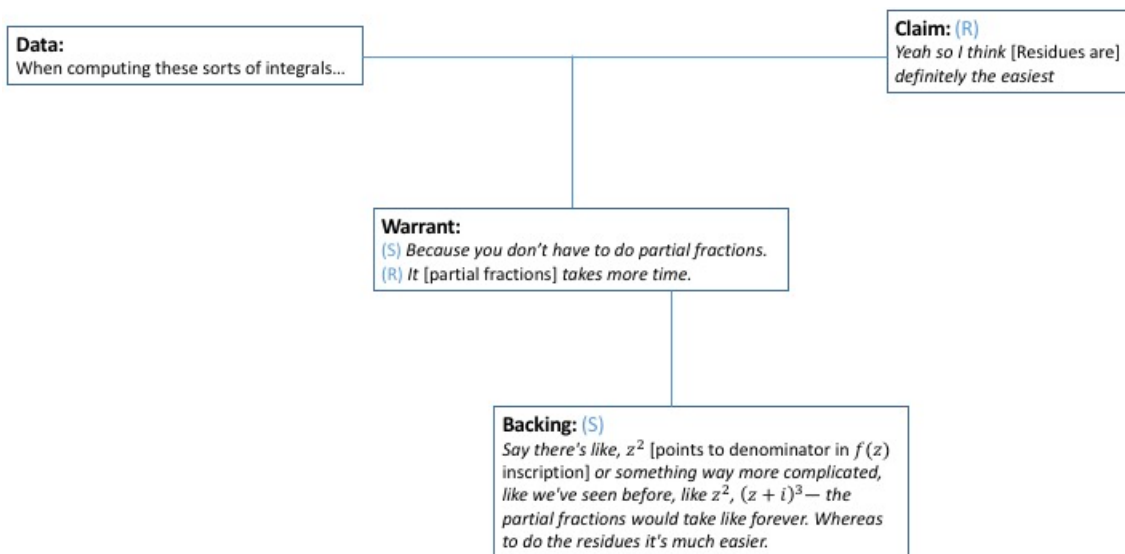 Data:
When computing these sorts of integrals...
Claim: (R)
Yeah so I think [Residues are]
definitely the easiest
Warrant:
(S) Because you don't have to do partial fractions.
(R) It [partial fractions] takes more time.
Backing: (S)
Say there's like, z² [points to denominator in f(z)
inscription] or something way more complicated,
like we've seen before, like z², (z + i)³— the
partial fractions would take like forever. Whereas
to do the residues it's much easier.